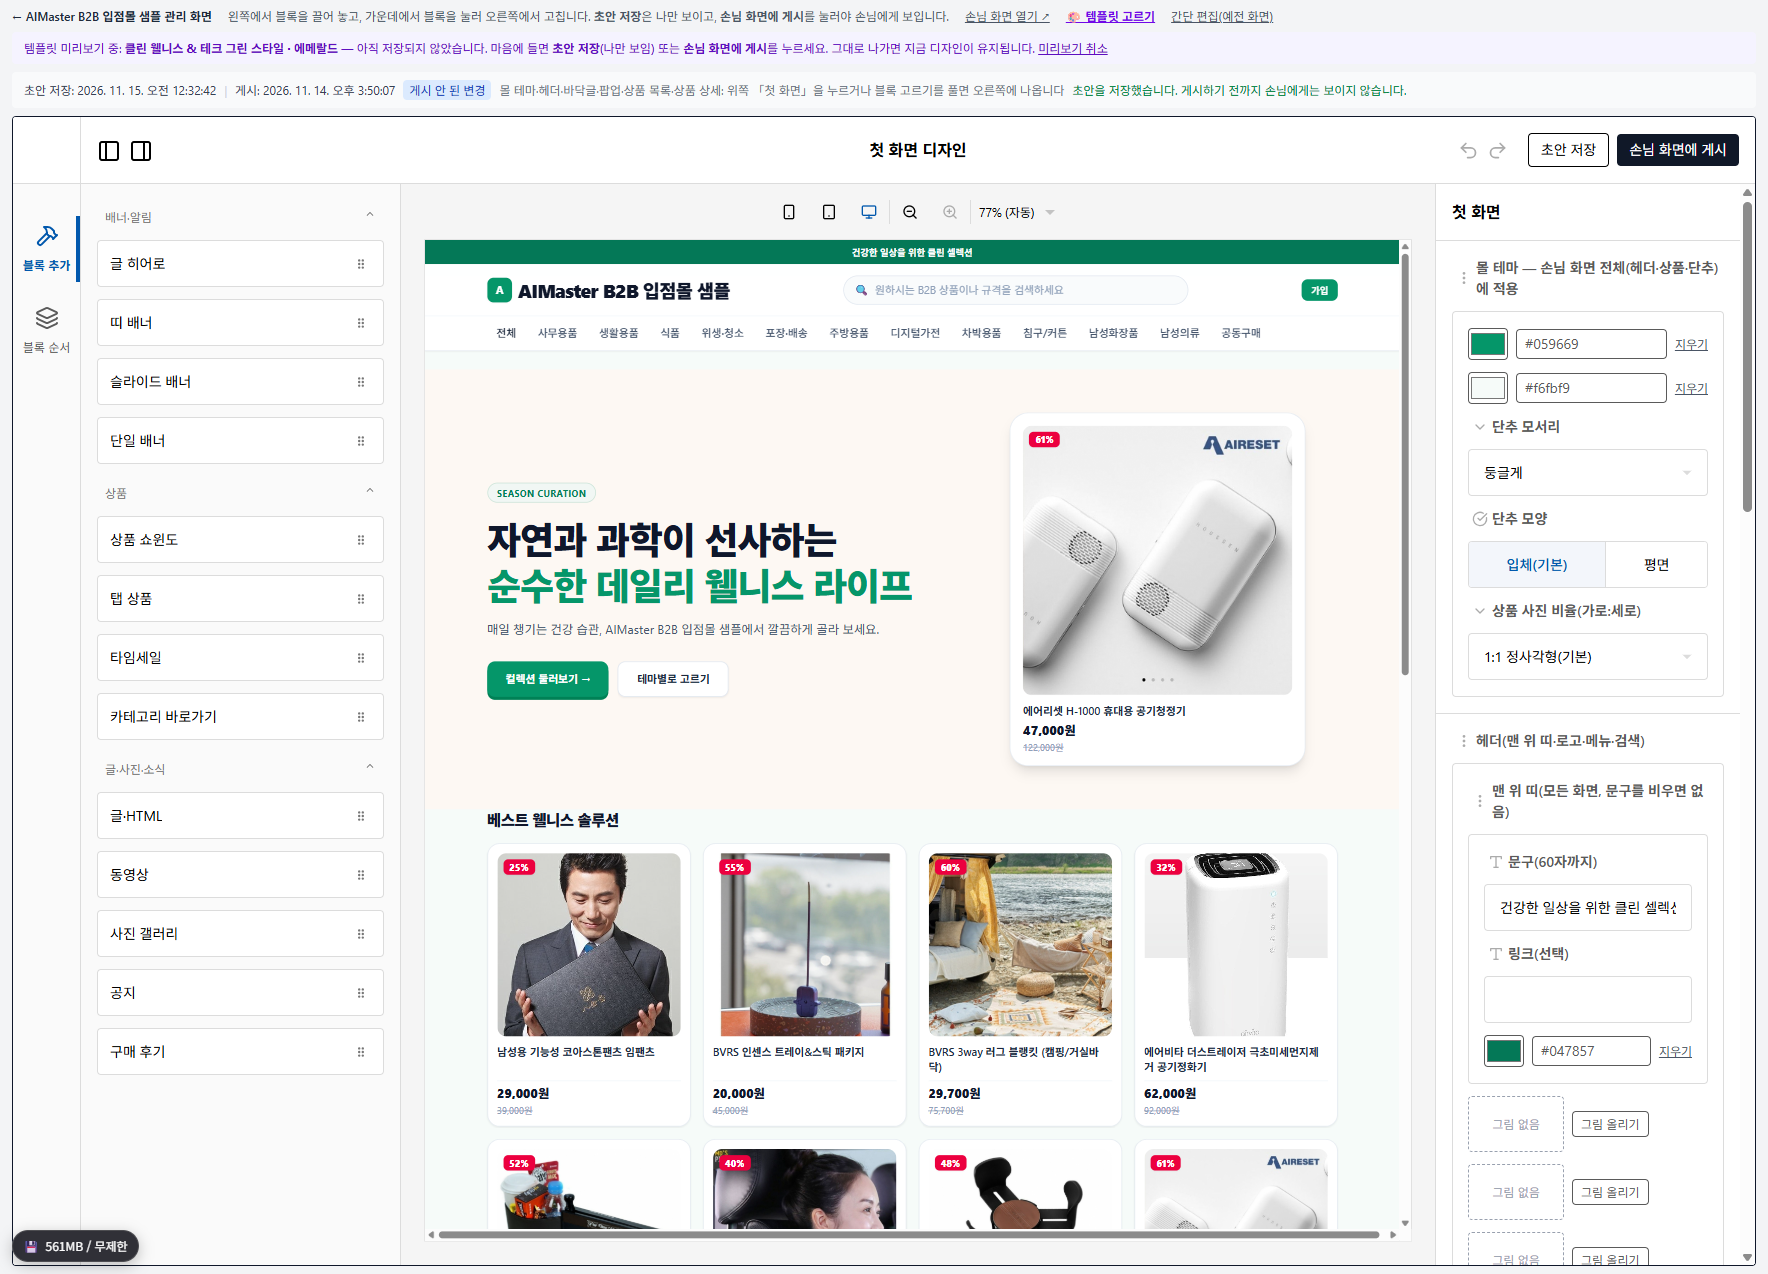 ← AIMaster B2B 입점몰 샘플 관리 화면 왼쪽에서 블록을 끌어 놓고, 가운데에서 블록을 눌러 오른쪽에서 고칩니다. 초안 저장은 나만 보이고, 손님 화면에 게시를 눌러야 손님에게 보입니다. 손님 화면 열기 ↗ 템플릿 고르기 간단 편집(예전 화면)
템플릿 미리보기 중: 클린 웰니스 & 테크 그린 스타일 · 에메랄드 — 아직 저장되지 않았습니다. 마음에 들면 초안 저장(나만 보임) 또는 손님 화면에 게시를 누르세요. 그대로 나가면 지금 디자인이 유지됩니다. 미리보기 취소
초안 저장: 2026. 11. 15. 오전 12:32:42 | 게시: 2026. 11. 14. 오후 3:50:07 게시 안 된 변경 몰 테마·헤더·바닥글·팝업·상품 목록·상품 상세: 위쪽 「첫 화면」을 누르거나 블록 고르기를 풀면 오른쪽에 나옵니다 초안을 저장했습니다. 게시하기 전까지 손님에게는 보이지 않습니다.
첫 화면 디자인
초안 저장
손님 화면에 게시
블록 추가
블록 순서
배너·알림
글 히어로
띠 배너
슬라이드 배너
단일 배너
상품
상품 쇼윈도
탭 상품
타임세일
카테고리 바로가기
글·사진·소식
글·HTML
동영상
사진 갤러리
공지
구매 후기
561MB / 무제한
77% (자동)
건강한 일상을 위한 클린 셀렉션
A AIMaster B2B 입점몰 샘플
원하시는 B2B 상품이나 규격을 검색하세요
가입
전체 사무용품 생활용품 식품 위생·청소 포장·배송 주방용품 디지털가전 차박용품 침구/커튼 남성화장품 남성의류 공동구매
SEASON CURATION
자연과 과학이 선사하는
순수한 데일리 웰니스 라이프
매일 챙기는 건강 습관, AIMaster B2B 입점몰 샘플에서 깔끔하게 골라 보세요.
컬렉션 둘러보기 →
테마별로 고르기
61%
AIRESET
에어리셋 H-1000 휴대용 공기청정기
47,000원
122,000원
베스트 웰니스 솔루션
25%
남성용 기능성 코아스톤팬츠 임팬츠
29,000원
39,000원
55%
BVRS 인센스 트레이&스틱 패키지
20,000원
45,000원
60%
BVRS 3way 러그 블랭킷 (캠핑/거실바
닥)
29,700원
75,700원
32%
에어비타 더스트레이저 극초미세먼지제
거 공기정화기
62,000원
92,000원
52%
40%
48%
61%
AIRESET
첫 화면
몰 테마 — 손님 화면 전체(헤더·상품·단추)
에 적용
#059669 지우기
#f6fbf9 지우기
단추 모서리
둥글게
단추 모양
입체(기본)
평면
상품 사진 비율(가로:세로)
1:1 정사각형(기본)
헤더(맨 위 띠·로고·메뉴·검색)
맨 위 띠(모든 화면, 문구를 비우면 없
음)
문구(60자까지)
건강한 일상을 위한 클린 셀렉션
링크(선택)
#047857 지우기
그림 없음 그림 올리기
그림 없음 그림 올리기
그림 없음 그림 올리기